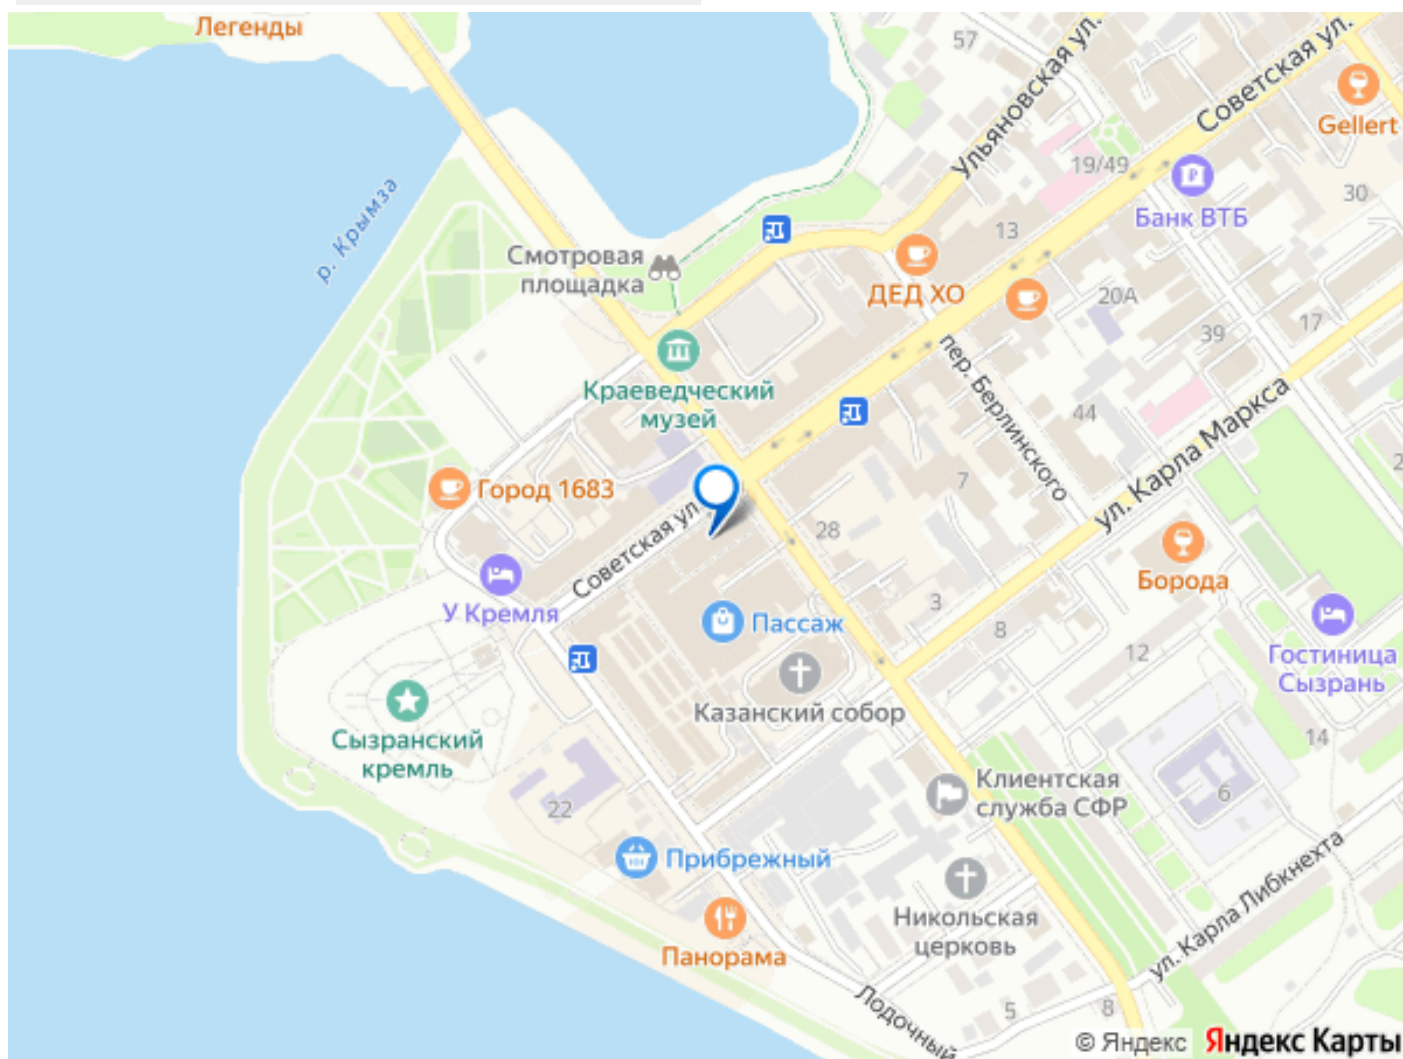 Легенды
57
Ульяновская ул.
Советская ул.
Gellert
19/49
Банк ВТБ
30
р. Крымза
Смотровая
площадка
13
ДЕД ХО
20А
39
17
Краеведческий
музей
пер. Берлинского
44
ул. Карла Маркса
2
Город 1683
7
28
Советская ул
Борода
У Кремля
Пассаж
3
8
12
Гостиница
Сызрань
Казанский собор
Сызранский
кремль
14
Клиентская
служба СФР
6
22
Прибрежный
ул. Карла Либкнехта
Никольская
церковь
Панорама
Лодочный
5
8
© Яндекс Яндекс Карты